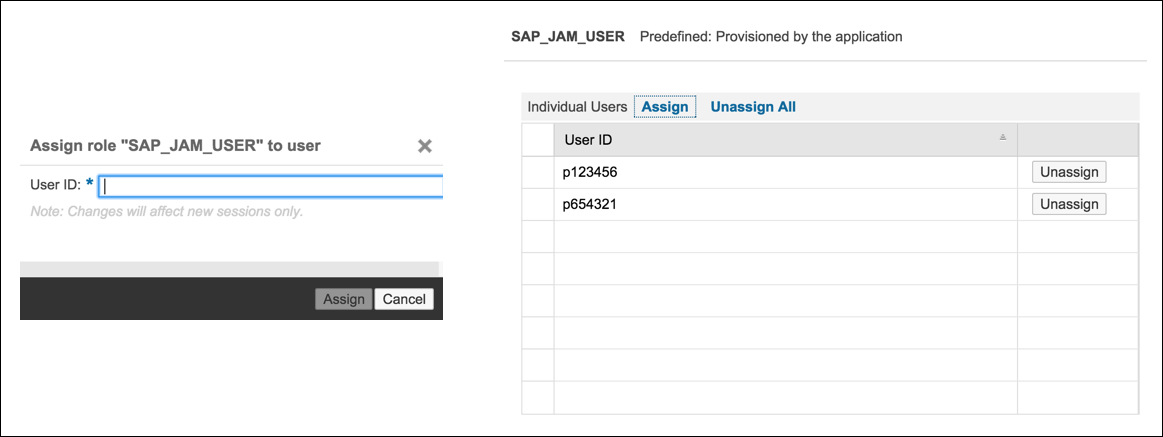 Assign role "SAP_JAM_USER" to user
User ID: *
Note: Changes will affect new sessions only.
Assign Cancel
SAP_JAM_USER Predefined: Provisioned by the application
Individual Users Assign Unassign All
User ID
p123456 Unassign
p654321 Unassign